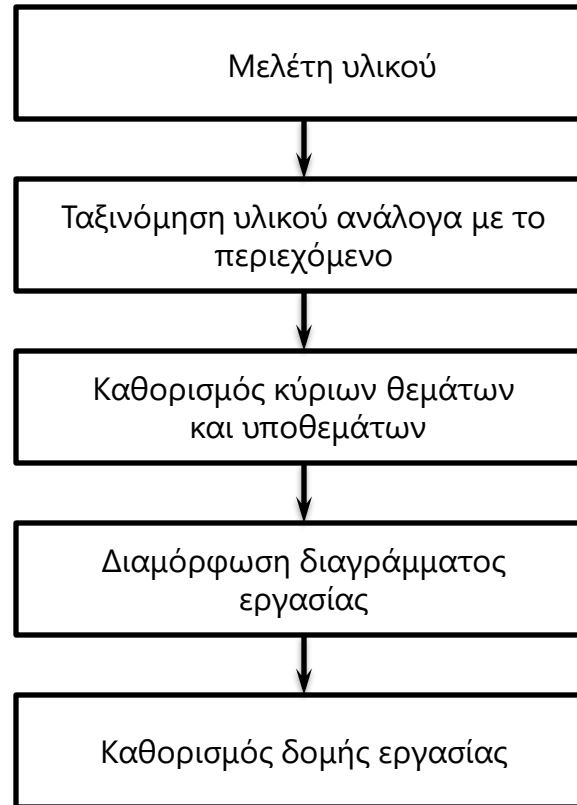 Μελέτη υλικού
Ταξινόμηση υλικού ανάλογα με το
περιεχόμενο
Καθορισμός κύριων θεμάτων
και υποθεμάτων
Διαμόρφωση διαγράμματος
εργασίας
Καθορισμός δομής εργασίας